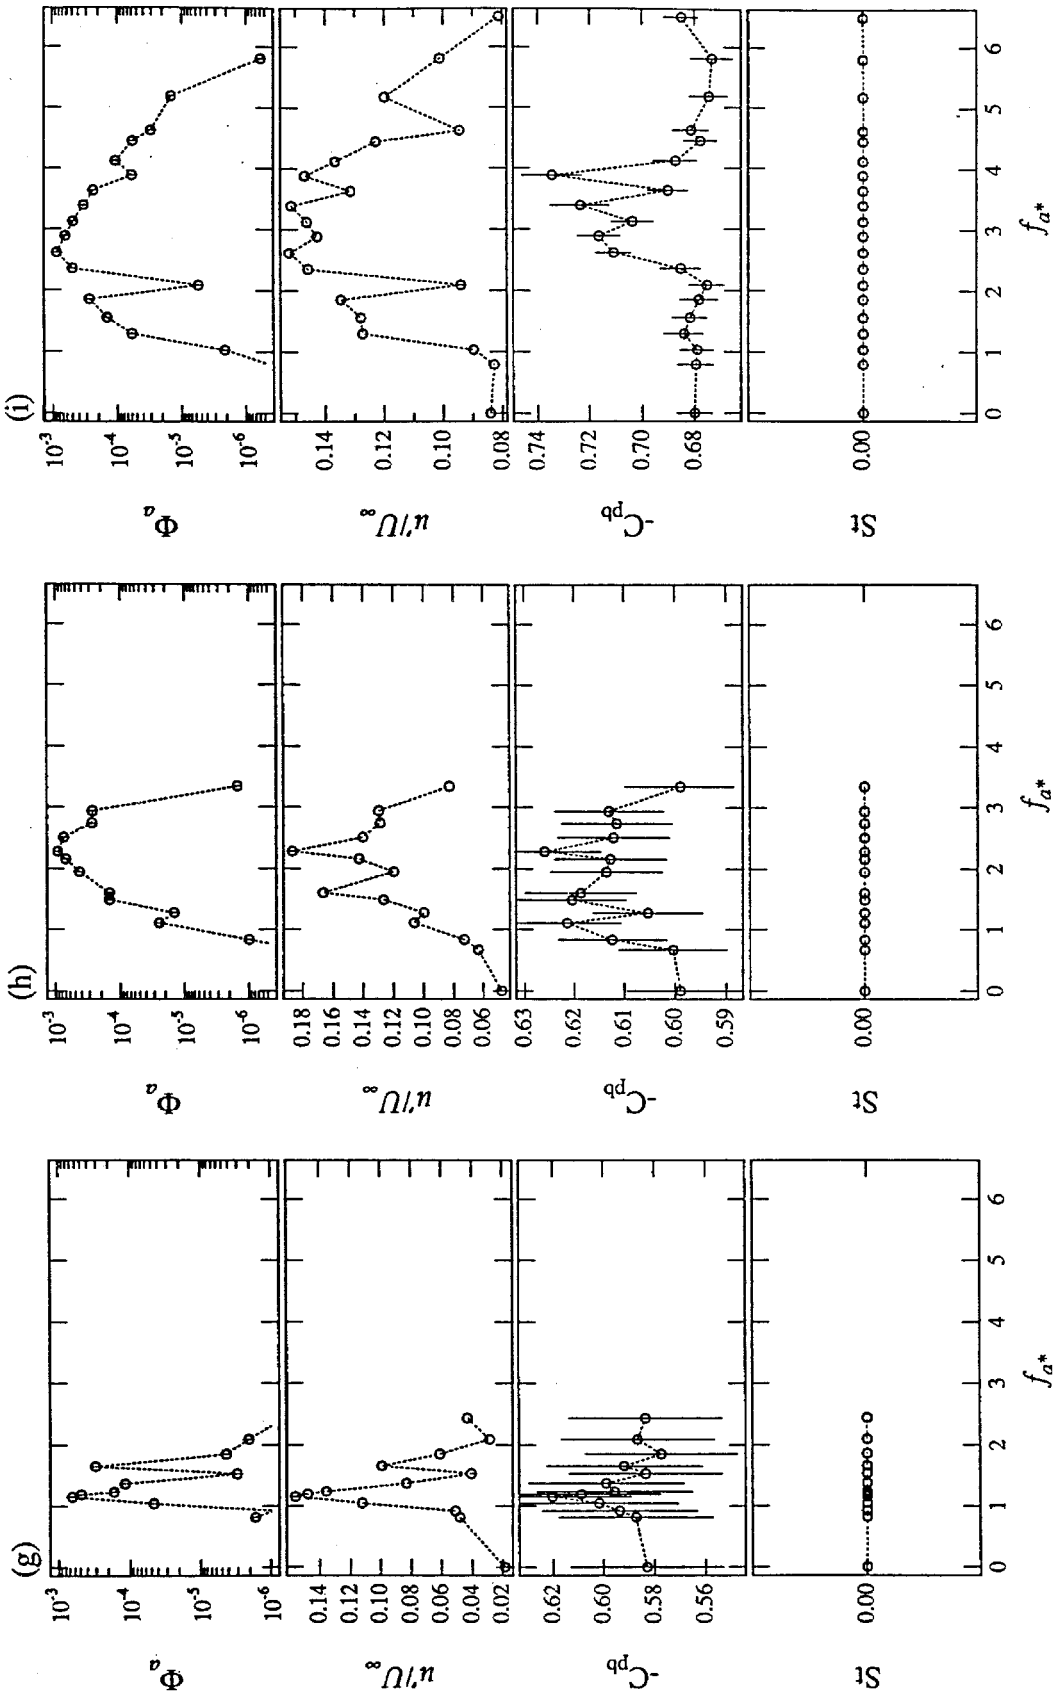 (g)
Φₐ
10⁻³
10⁻⁴
10⁻⁵
10⁻⁶
u'/U∞
0.14
0.12
0.10
0.08
0.06
0.04
0.02
-C_pb
0.62
0.60
0.58
0.56
St
0.00
0 1 2 3 4 5 6
f_a*
(h)
Φₐ
10⁻³
10⁻⁴
10⁻⁵
10⁻⁶
u'/U∞
0.18
0.16
0.14
0.12
0.10
0.08
0.06
-C_pb
0.63
0.62
0.61
0.60
0.59
St
0.00
0 1 2 3 4 5 6
f_a*
(i)
Φₐ
10⁻³
10⁻⁴
10⁻⁵
10⁻⁶
u'/U∞
0.14
0.12
0.10
0.08
-C_pb
0.74
0.72
0.70
0.68
St
0.00
0 1 2 3 4 5 6
f_a*